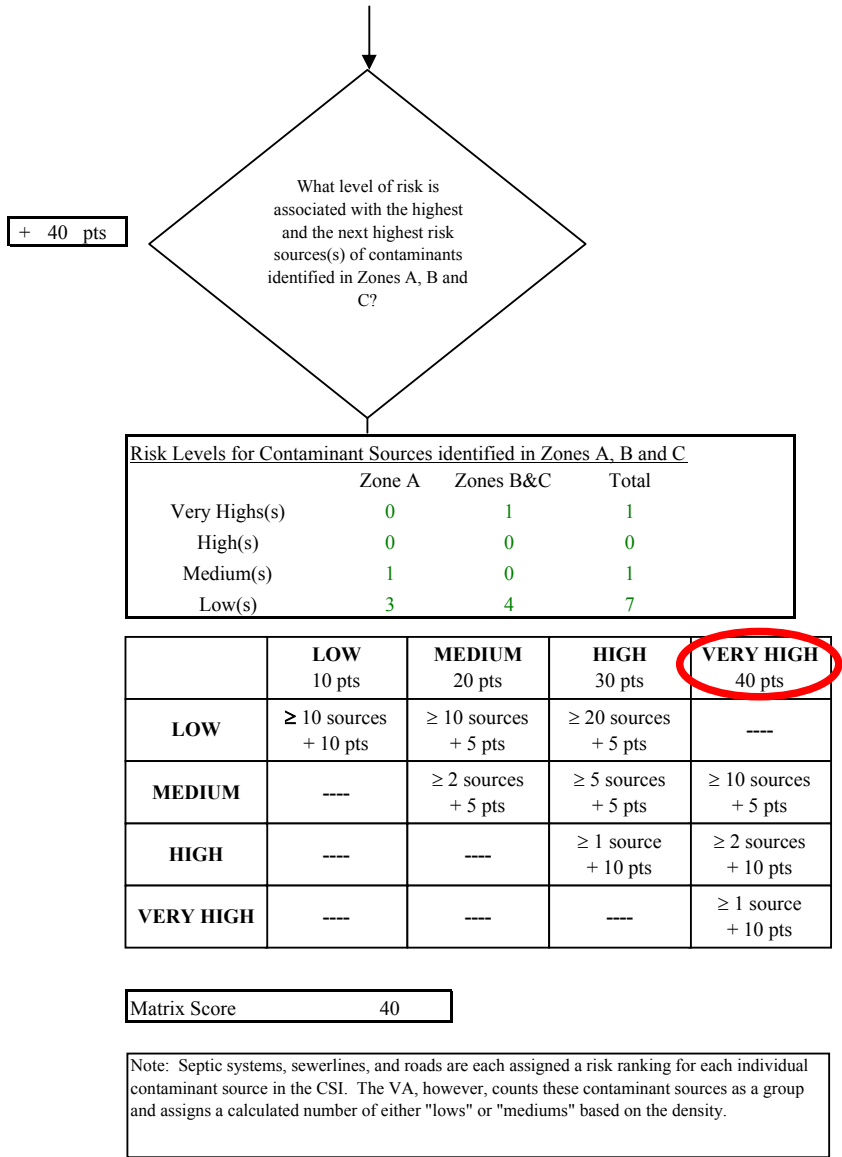 What level of risk is
associated with the highest
and the next highest risk
sources(s) of contaminants
identified in Zones A, B and
C?
+ 40 pts
Risk Levels for Contaminant Sources identified in Zones A, B and C
Zone A Zones B&C Total
Very Highs(s) 0 1 1
High(s) 0 0 0
Medium(s) 1 0 1
Low(s) 3 4 7
LOW MEDIUM HIGH VERY HIGH
10 pts 20 pts 30 pts 40 pts
LOW ≥ 10 sources ≥ 10 sources ≥ 20 sources ----
+ 10 pts + 5 pts + 5 pts
MEDIUM ---- ≥ 2 sources ≥ 5 sources ≥ 10 sources
+ 5 pts + 5 pts + 5 pts
HIGH ---- ---- ≥ 1 source ≥ 2 sources
+ 10 pts + 10 pts
VERY HIGH ---- ---- ---- ≥ 1 source
+ 10 pts
Matrix Score 40
Note: Septic systems, sewerlines, and roads are each assigned a risk ranking for each individual
contaminant source in the CSI. The VA, however, counts these contaminant sources as a group
and assigns a calculated number of either "lows" or "mediums" based on the density.